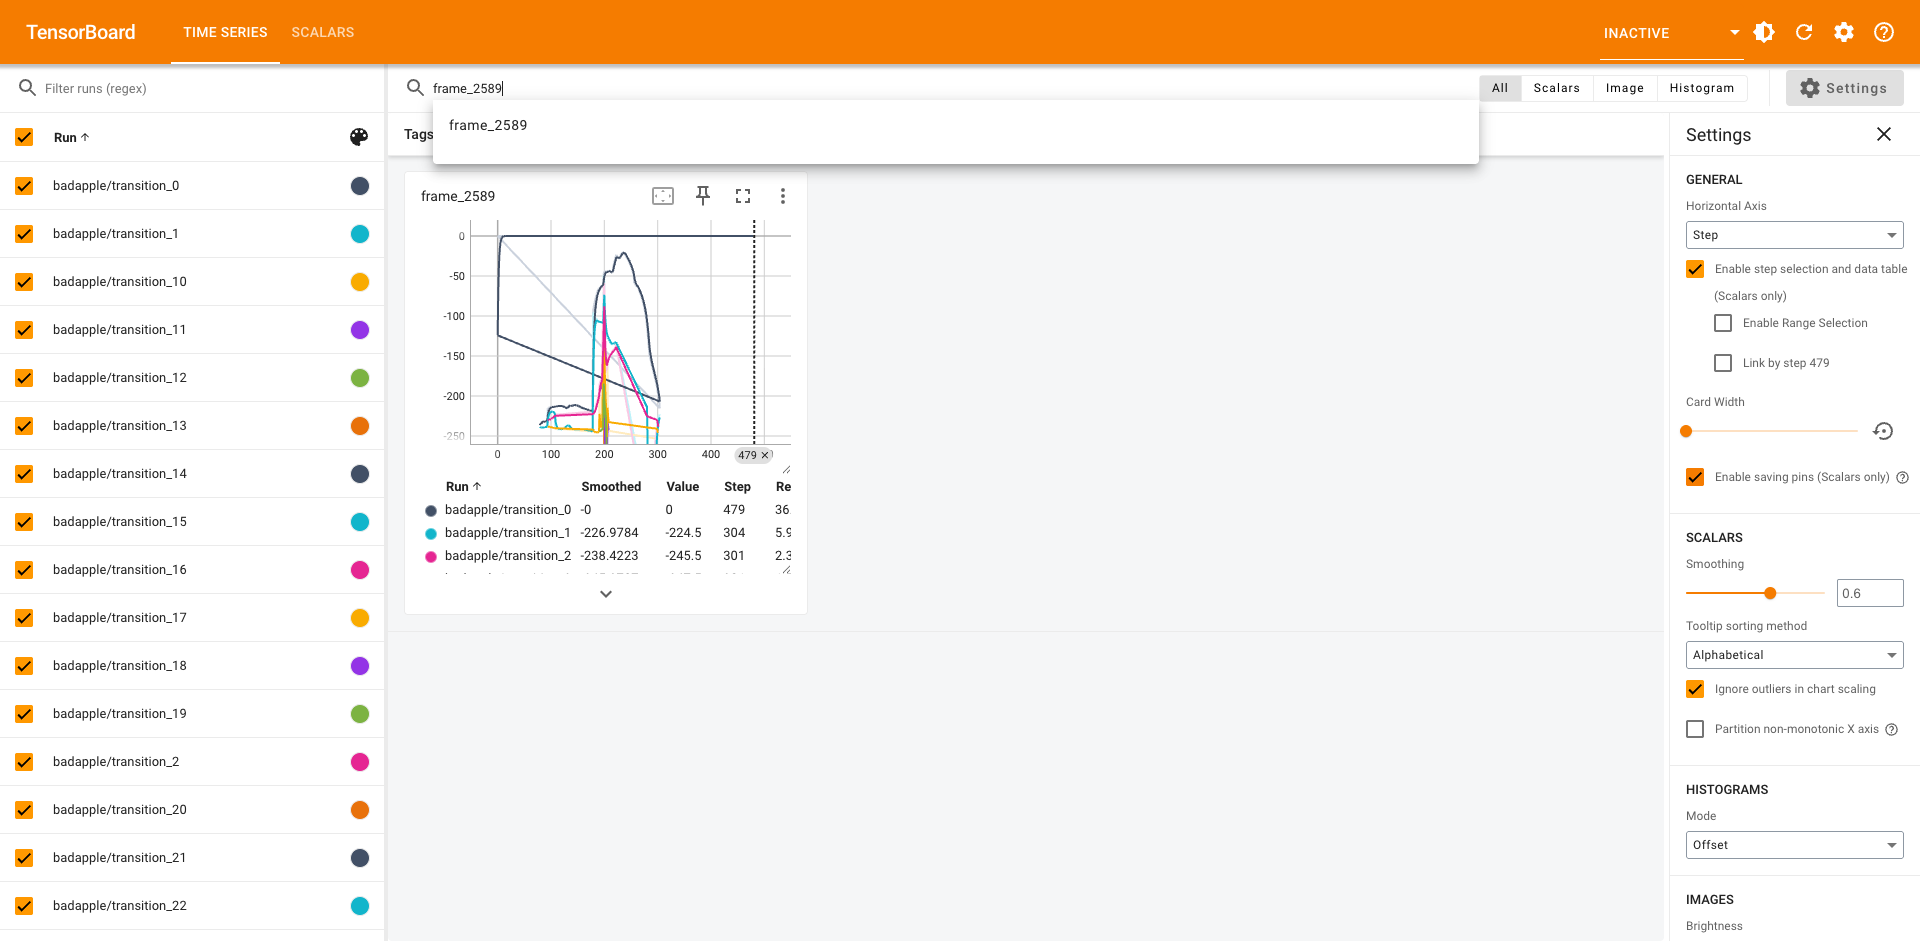 TensorBoard
TIME SERIES
SCALARS
INACTIVE
Filter runs (regex)
frame_2589
All
Scalars
Image
Histogram
Settings
frame_2589
Run
Tags
Settings
badapple/transition_0
badapple/transition_1
badapple/transition_10
badapple/transition_11
badapple/transition_12
badapple/transition_13
badapple/transition_14
badapple/transition_15
badapple/transition_16
badapple/transition_17
badapple/transition_18
badapple/transition_19
badapple/transition_2
badapple/transition_20
badapple/transition_21
badapple/transition_22
frame_2589
0
-50
-100
-150
-200
-250
0 100 200 300 400 479
Run Smoothed Value Step Re
badapple/transition_0 -0 0 479 36.
badapple/transition_1 -226.9784 -224.5 304 5.9
badapple/transition_2 -238.4223 -245.5 301 2.3
GENERAL
Horizontal Axis
Step
Enable step selection and data table
(Scalars only)
Enable Range Selection
Link by step 479
Card Width
Enable saving pins (Scalars only)
SCALARS
Smoothing
0.6
Tooltip sorting method
Alphabetical
Ignore outliers in chart scaling
Partition non-monotonic X axis
HISTOGRAMS
Mode
Offset
IMAGES
Brightness